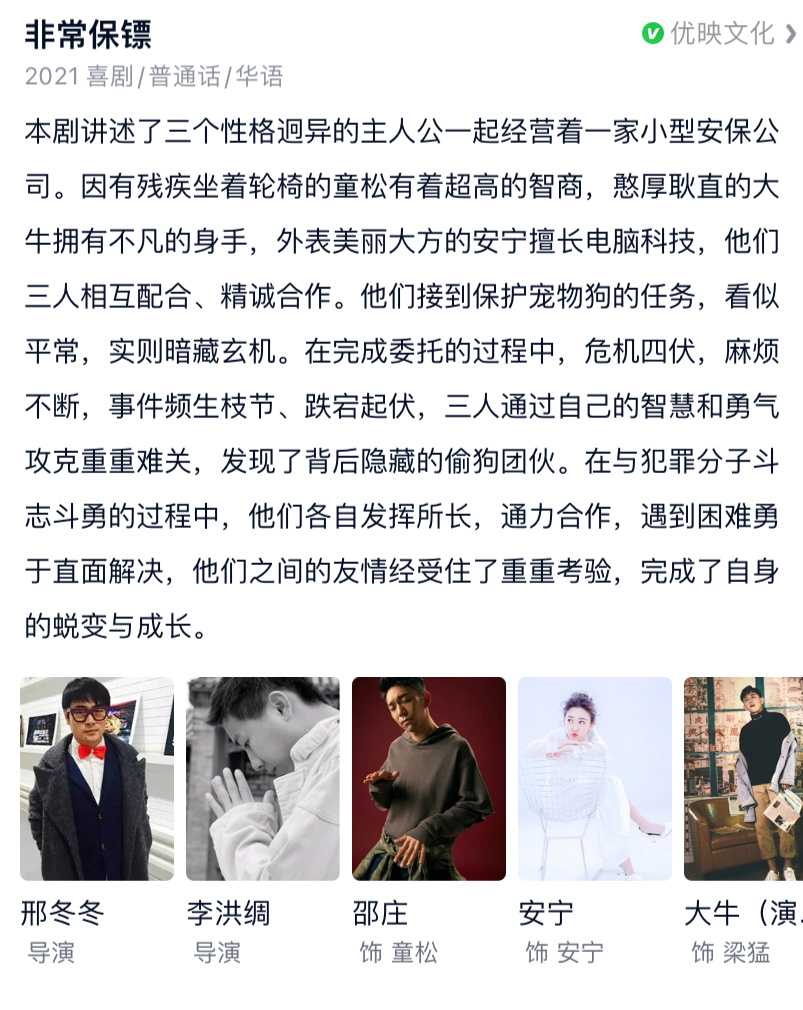 非常保镖
优映文化
2021 喜剧/普通话/华语
本剧讲述了三个性格迥异的主人公一起经营着一家小型安保公
司。因有残疾坐着轮椅的童松有着超高的智商，憨厚耿直的大
牛拥有不凡的身手，外表美丽大方的安宁擅长电脑科技，他们
三人相互配合、精诚合作。他们接到保护宠物狗的任务，看似
平常，实则暗藏玄机。在完成委托的过程中，危机四伏，麻烦
不断，事件频生枝节、跌宕起伏，三人通过自己的智慧和勇气
攻克重重难关，发现了背后隐藏的偷狗团伙。在与犯罪分子斗
志斗勇的过程中，他们各自发挥所长，通力合作，遇到困难勇
于直面解决，他们之间的友情经受住了重重考验，完成了自身
的蜕变与成长。
邢冬冬
导演
李洪绸
导演
邵庄
饰 童松
安宁
饰 安宁
大牛（演..
饰 梁猛